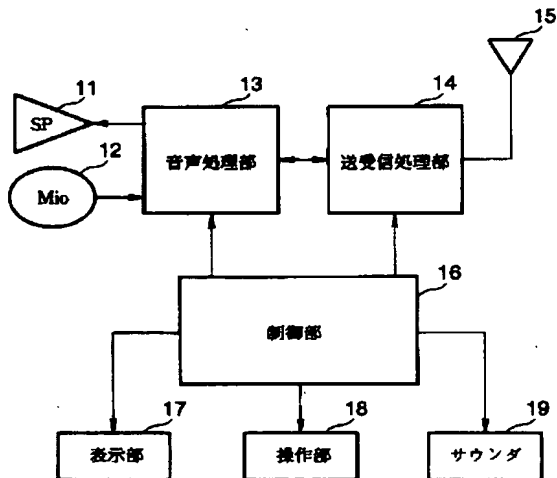 15
11
13
14
SP
12
音声処理部
送受信処理部
Mio
16
制御部
17
18
19
表示部
操作部
サウンダ